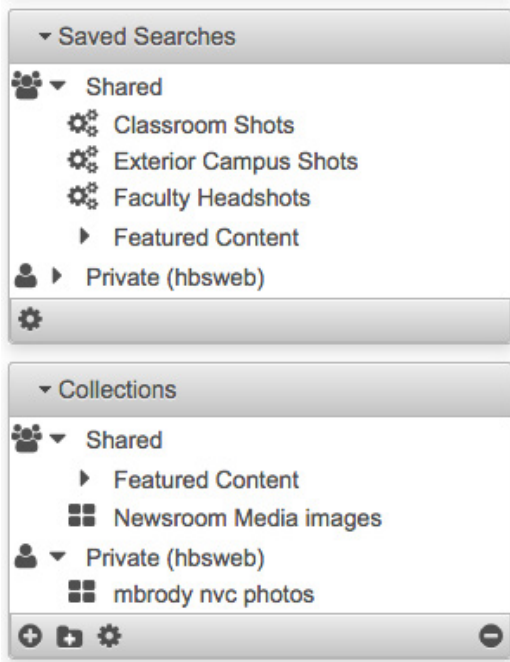 Saved Searches
Shared
Classroom Shots
Exterior Campus Shots
Faculty Headshots
Featured Content
Private (hbsweb)
Collections
Shared
Featured Content
Newsroom Media images
Private (hbsweb)
mbrody nvc photos